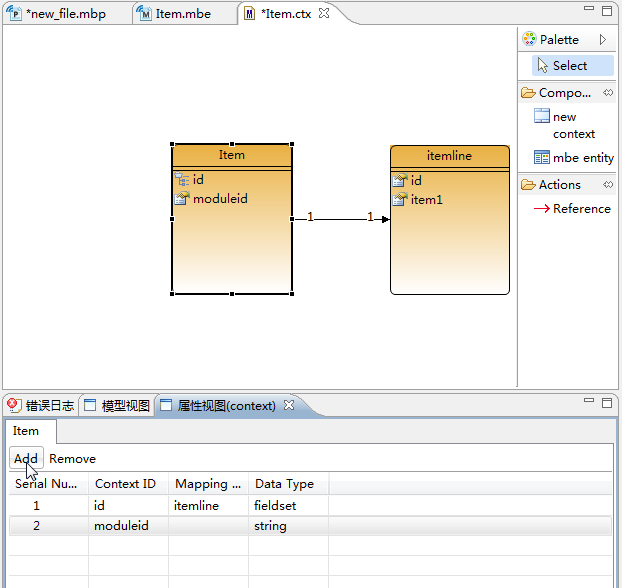 *new_file.mbp Item.mbe *Item.ctx
Palette
Select
Compo...
new
context
mbe entity
Actions
Reference
Item
id
moduleid
1 1
itemline
id
item1
错误日志 模型视图 属性视图(context)
Item
Add Remove
Serial Nu... Context ID Mapping ... Data Type
1 id itemline fieldset
2 moduleid string